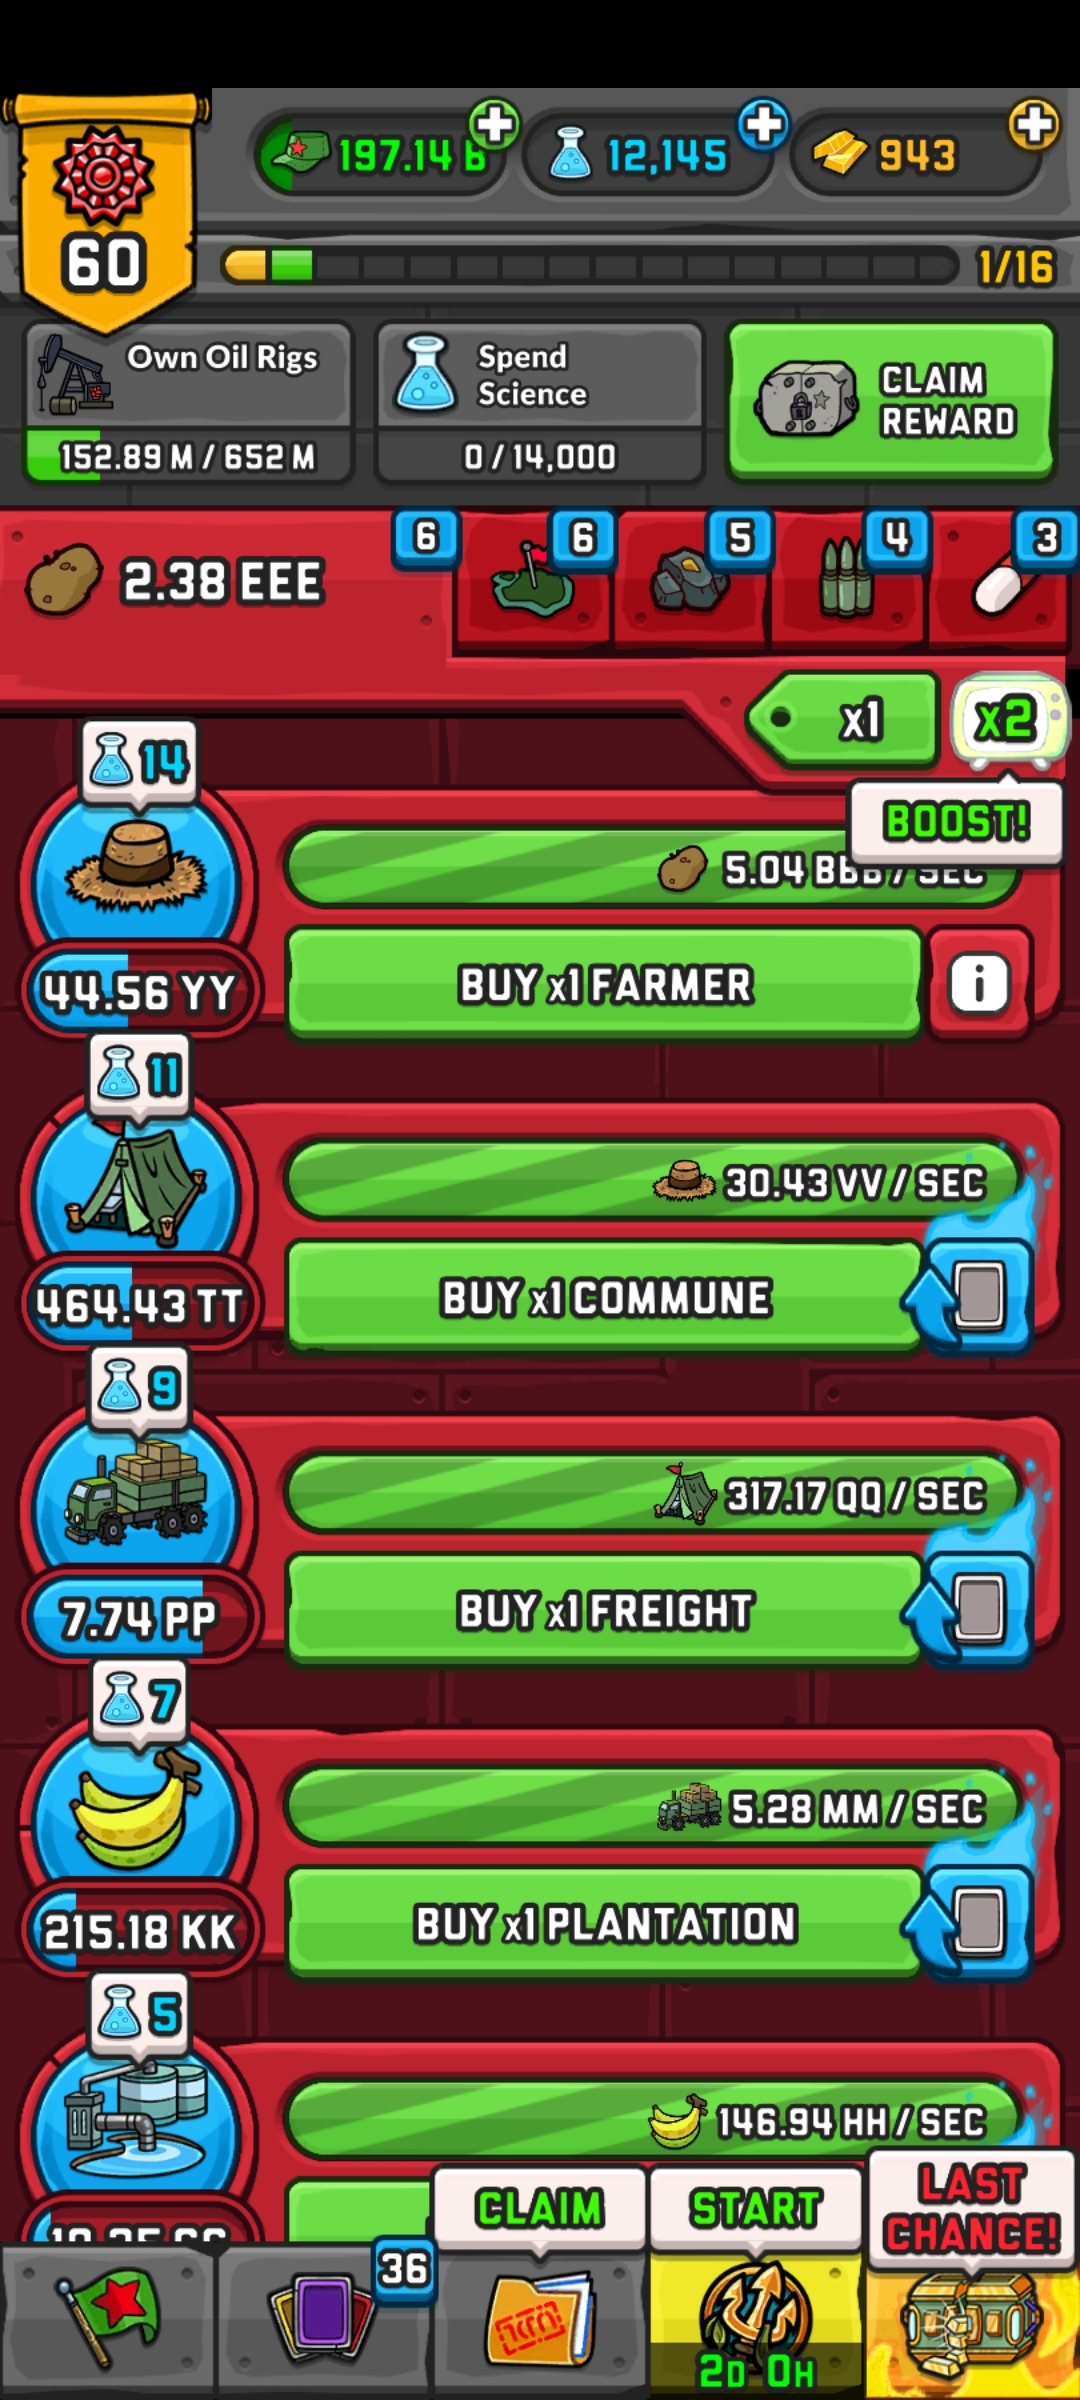 197.14 B
12,145
943
60
1/16
Own Oil Rigs
152.89 M / 652 M
Spend
Science
0 / 14,000
CLAIM
REWARD
2.38 EEE
6
6
5
4
3
x1
x2
BOOST!
14
5.04 BBB / SEC
44.56 YY
BUY x1 FARMER
i
11
30.43 VV / SEC
464.43 TT
BUY x1 COMMUNE
9
317.17 QQ / SEC
7.74 PP
BUY x1 FREIGHT
7
5.28 MM / SEC
215.18 KK
BUY x1 PLANTATION
5
146.94 HH / SEC
CLAIM
START
LAST
CHANCE!
36
2D 0H